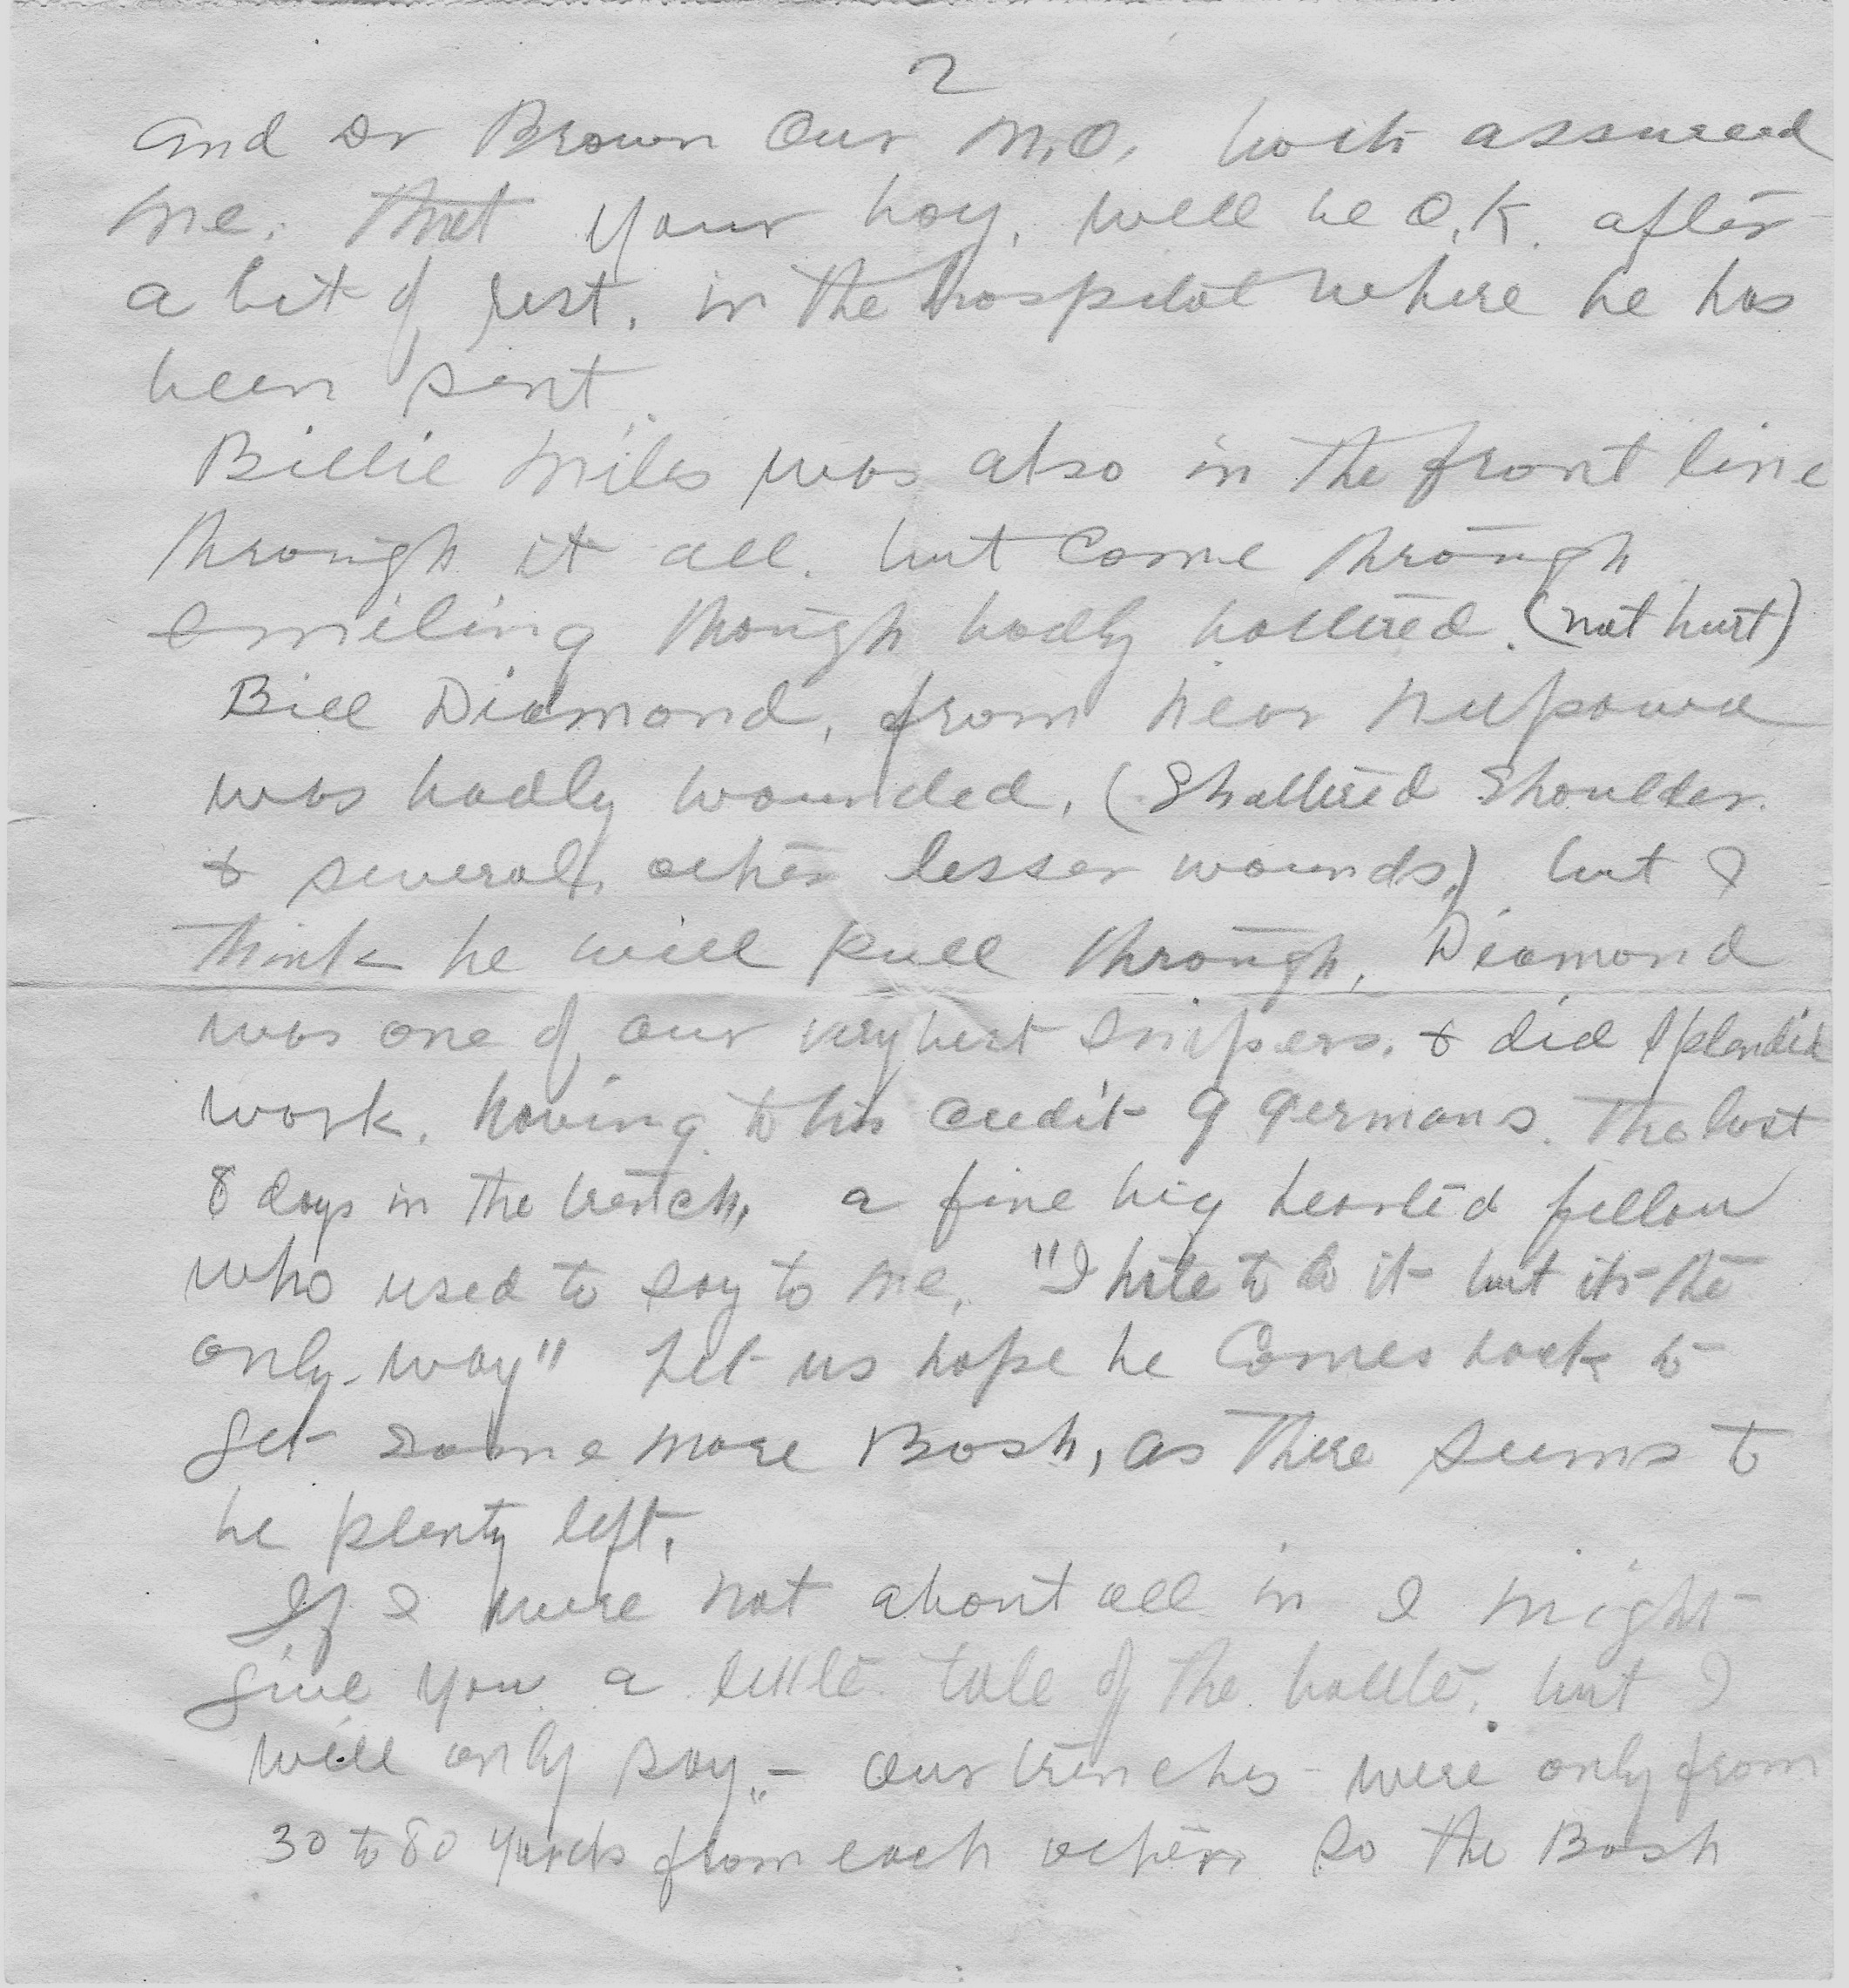 2
and Dr Brown Our M.O. both assured
me. that your boy, will be O.K. after
a bit of rest, in the hospital where he has
been sent.
Billie Miles was also in the front line
through it all. but come through
smiling though badly battered. (not hurt)
Bill Diamond, from near Neepawa
was badly wounded, (Shattered Shoulder.
& several, other lesser wounds,) but I
think he will pull through, Diamond
was one of our very best snipers. & did splendid
work. having to his credit 9 germans. The last
8 days in the trench, a fine big hearted fellow
who used to say to me, "I hate to do it but its the
only way" Let us hope he Comes back to
get some more Bosh, as there seems to
be plenty left.
If I were not about all in I might
give you a little tale of the battle, but I
will only say,- our trenches were only from
30 to 80 yards from each other so the Bosh